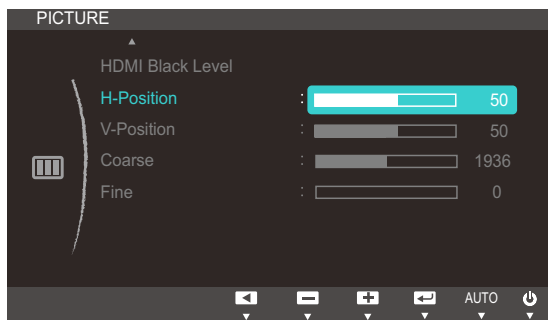 PICTURE
HDMI Black Level
H-Position : 50
V-Position : 50
Coarse : 1936
Fine : 0
AUTO